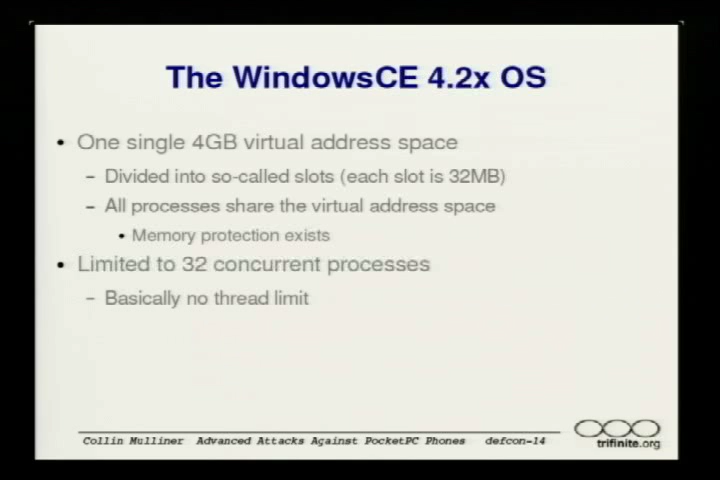 The WindowsCE 4.2x OS
• One single 4GB virtual address space
– Divided into so-called slots (each slot is 32MB)
– All processes share the virtual address space
• Memory protection exists
• Limited to 32 concurrent processes
– Basically no thread limit
Collin Mulliner Advanced Attacks Against PocketPC Phones defcon-14
trifinite.org